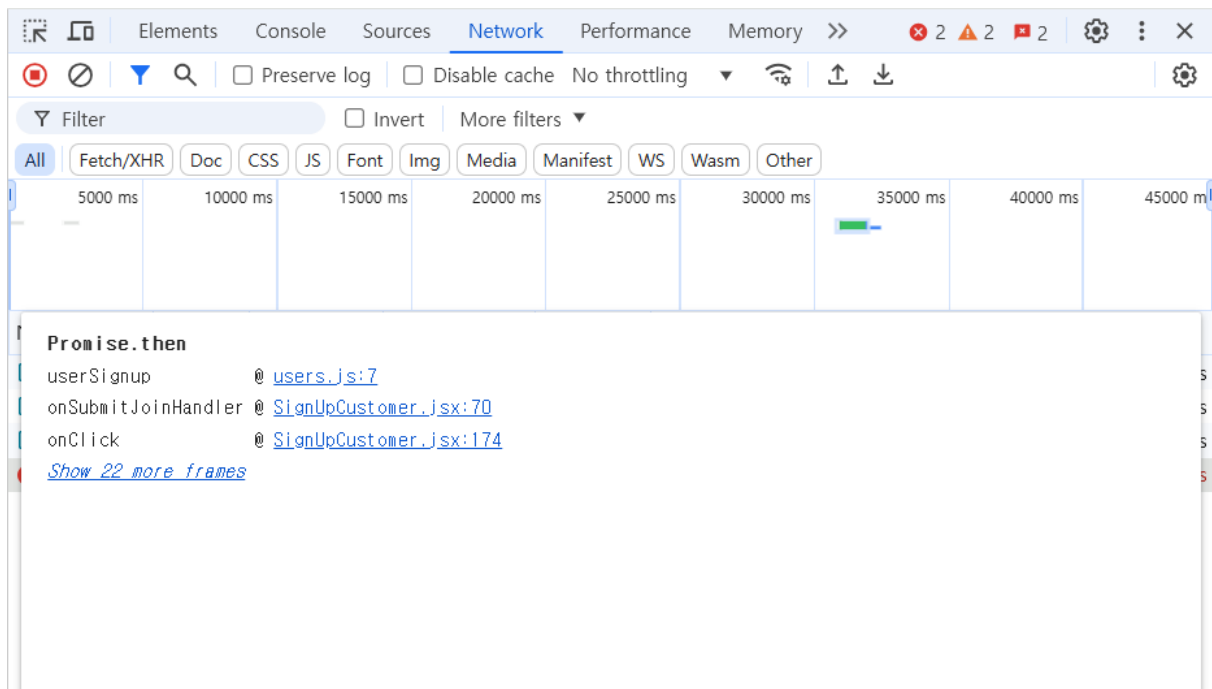 Elements Console Sources Network Performance Memory >> 2 2 2
Preserve log Disable cache No throttling
Filter Invert More filters
All Fetch/XHR Doc CSS JS Font Img Media Manifest WS Wasm Other
5000 ms 10000 ms 15000 ms 20000 ms 25000 ms 30000 ms 35000 ms 40000 ms 45000 m
Promise.then
userSignup @ users.js:7
onSubmitJoinHandler @ SignUpCustomer.jsx:70
onClick @ SignUpCustomer.jsx:174
Show 22 more frames